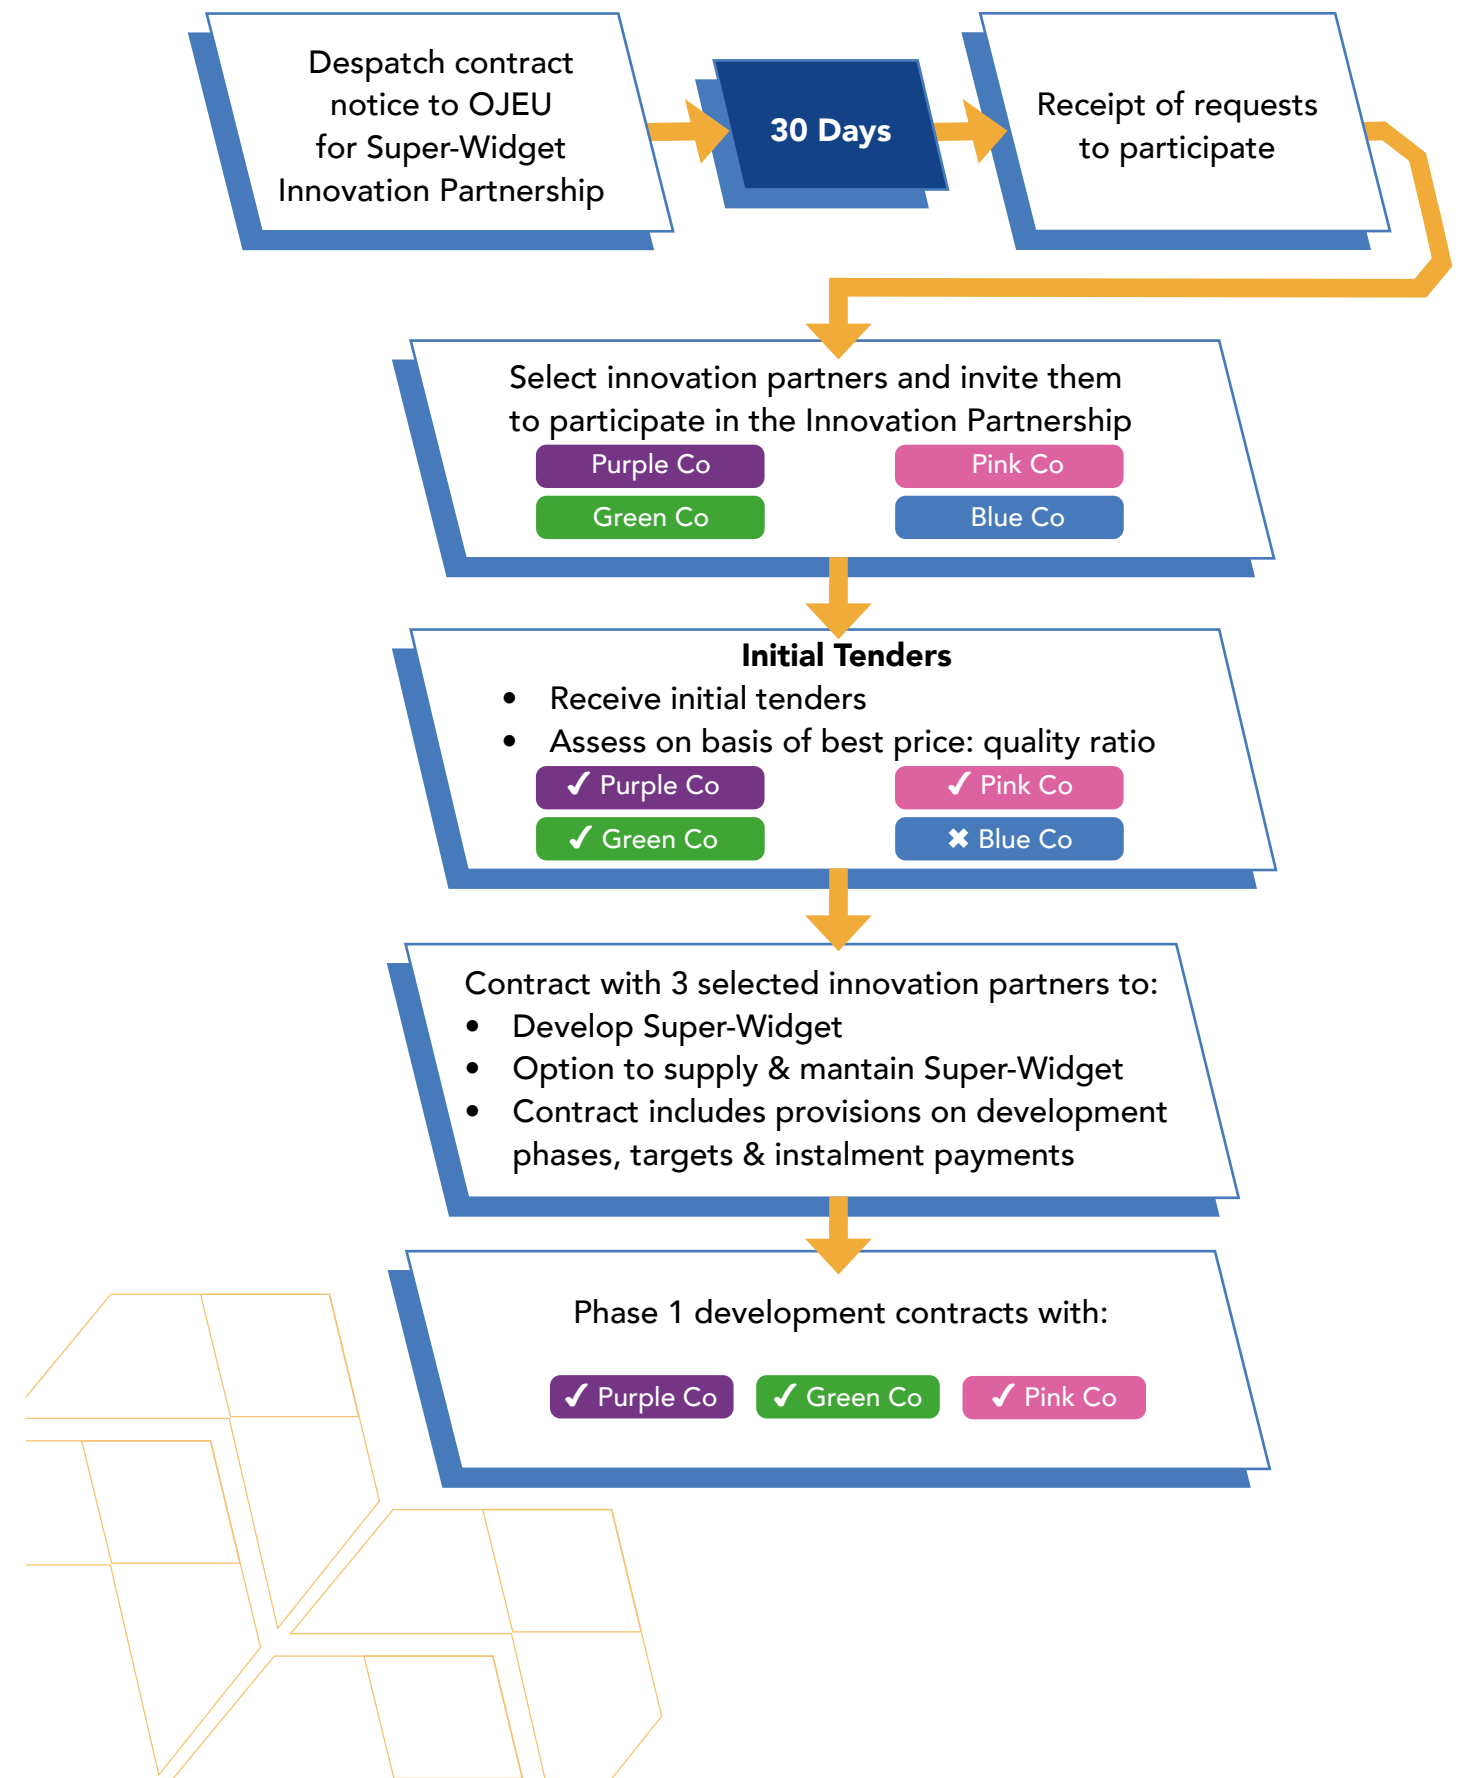 Despatch contract
notice to OJEU
for Super-Widget
Innovation Partnership
30 Days
Receipt of requests
to participate
Select innovation partners and invite them
to participate in the Innovation Partnership
Purple Co
Pink Co
Green Co
Blue Co
Initial Tenders
• Receive initial tenders
• Assess on basis of best price: quality ratio
✓ Purple Co
✓ Pink Co
✓ Green Co
✖ Blue Co
Contract with 3 selected innovation partners to:
• Develop Super-Widget
• Option to supply & mantain Super-Widget
• Contract includes provisions on development
phases, targets & instalment payments
Phase 1 development contracts with:
✓ Purple Co
✓ Green Co
✓ Pink Co